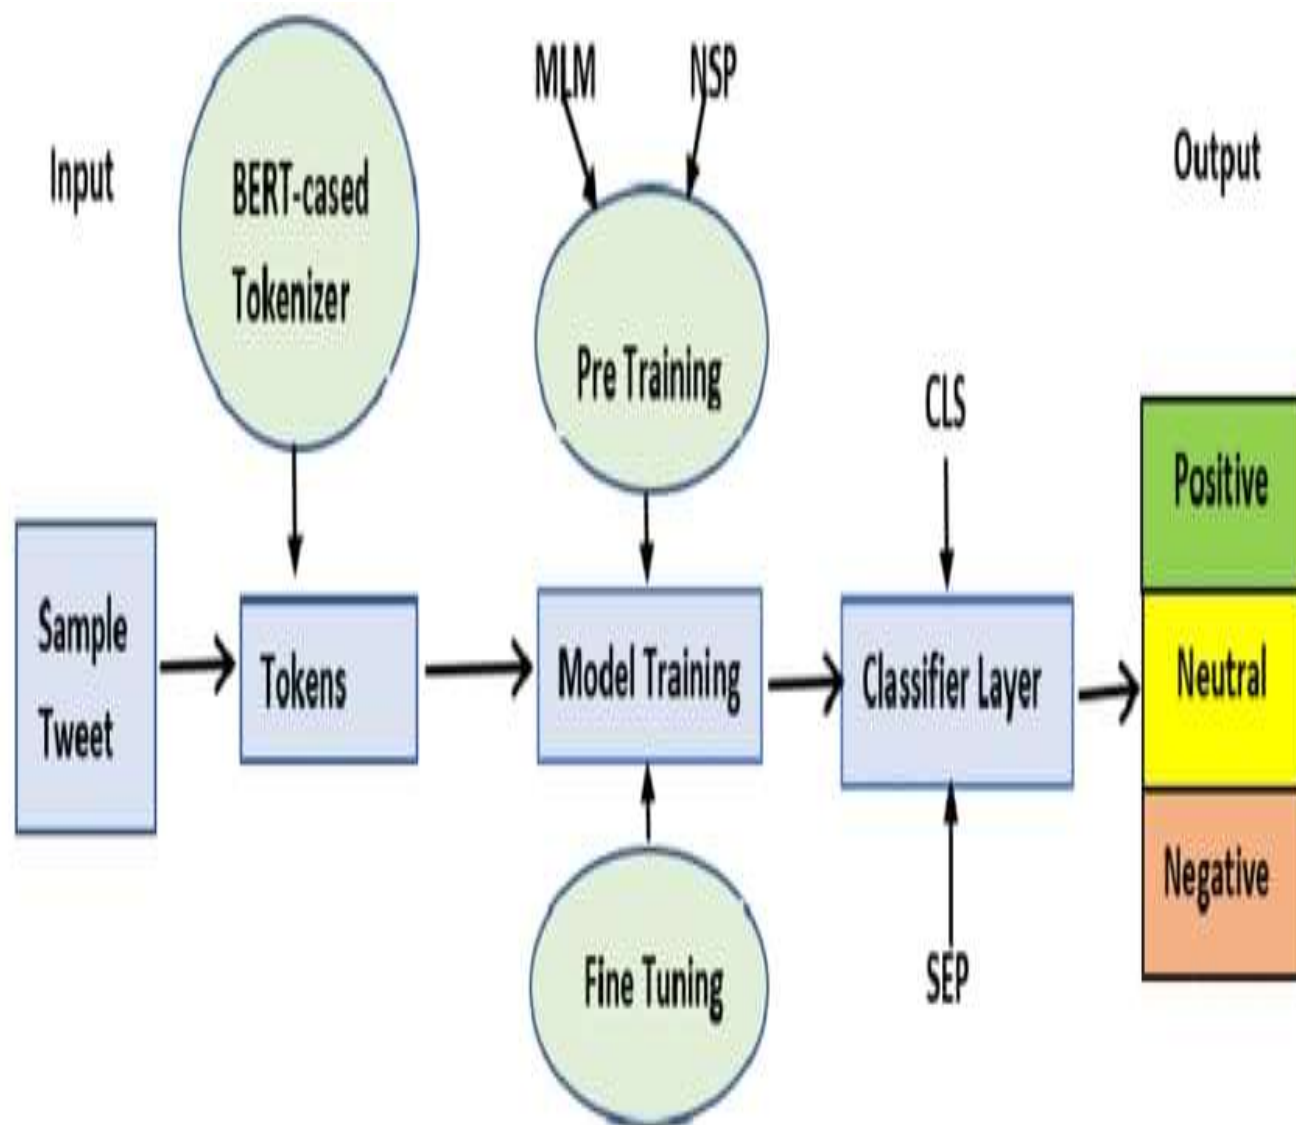 Input
BERT-cased
Tokenizer
MLM
NSP
Pre Training
Output
CLS
Sample
Tweet
Tokens
Model Training
Classifier Layer
Positive
Neutral
Negative
Fine Tuning
SEP